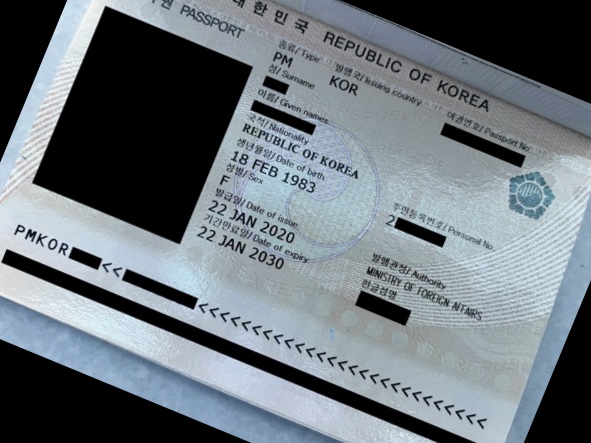 여권 PASSPORT
대한민국 REPUBLIC OF KOREA
종류/Type 발행국/Issuing country 여권번호/Passport No.
PM KOR
성/Surname
이름/Given names
국적/Nationality
REPUBLIC OF KOREA
생년월일/Date of birth
18 FEB 1983
성별/Sex 주민등록번호/Personal No.
F 2
발급일/Date of issue 발행관청/Authority
22 JAN 2020 MINISTRY OF FOREIGN AFFAIRS
기간만료일/Date of expiry 한글성명
22 JAN 2030
PMKOR<<<<<<<<<<<<<<<<<<<<<<<<<<<<<<